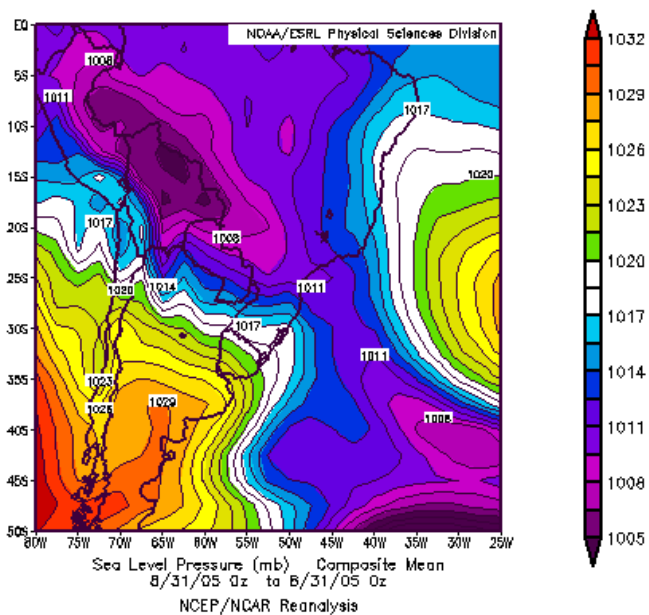 NOAA/ESRL Physical Sciences Division
EQ
5S
10S
15S
20S
25S
30S
35S
40S
45S
50S
1008
1011
1017
1020
1017
1008
1020
1014
1011
1017
1011
1023
1026
1029
1008
80W 75W 70W 65W 60W 55W 50W 45W 40W 35W 30W 25W
Sea Level Pressure (mb) Composite Mean
8/31/05 0z to 8/31/05 0z
NCEP/NCAR Reanalysis
1032
1029
1026
1023
1020
1017
1014
1011
1008
1005